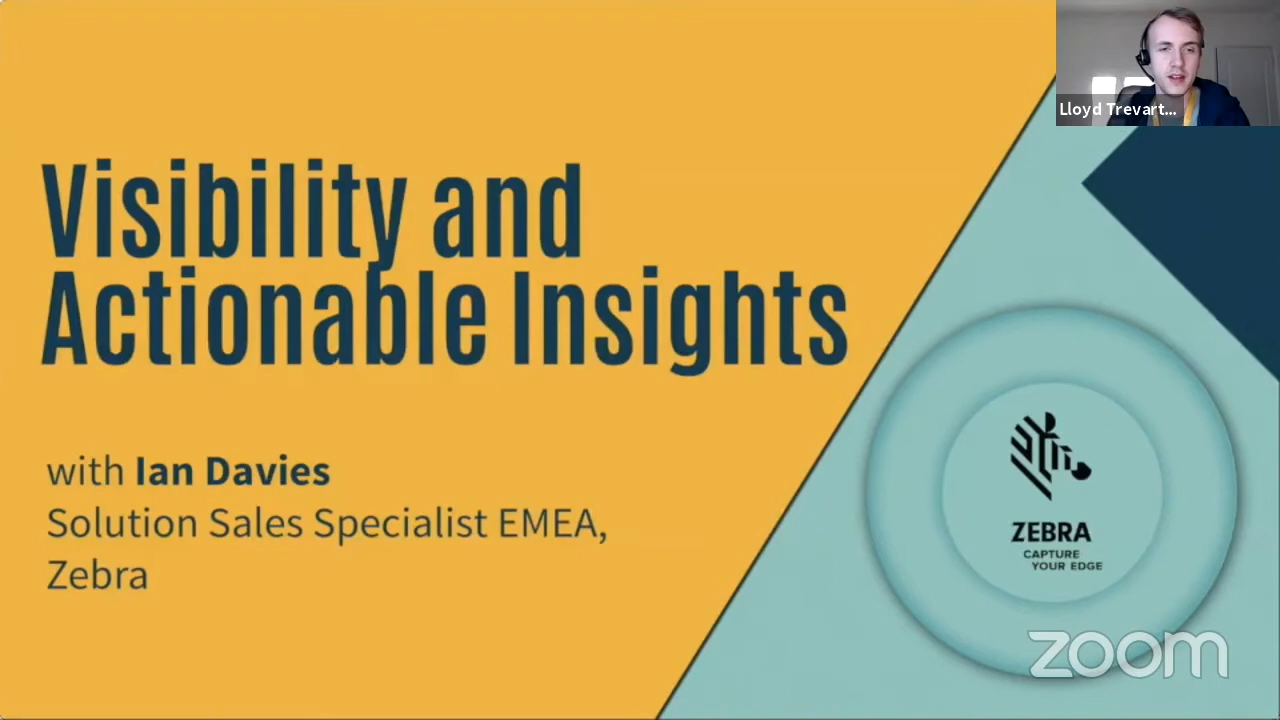 Visibility and
Actionable Insights
with Ian Davies
Solution Sales Specialist EMEA,
Zebra
Lloyd Trevart...
ZEBRA
CAPTURE
YOUR EDGE
zoom